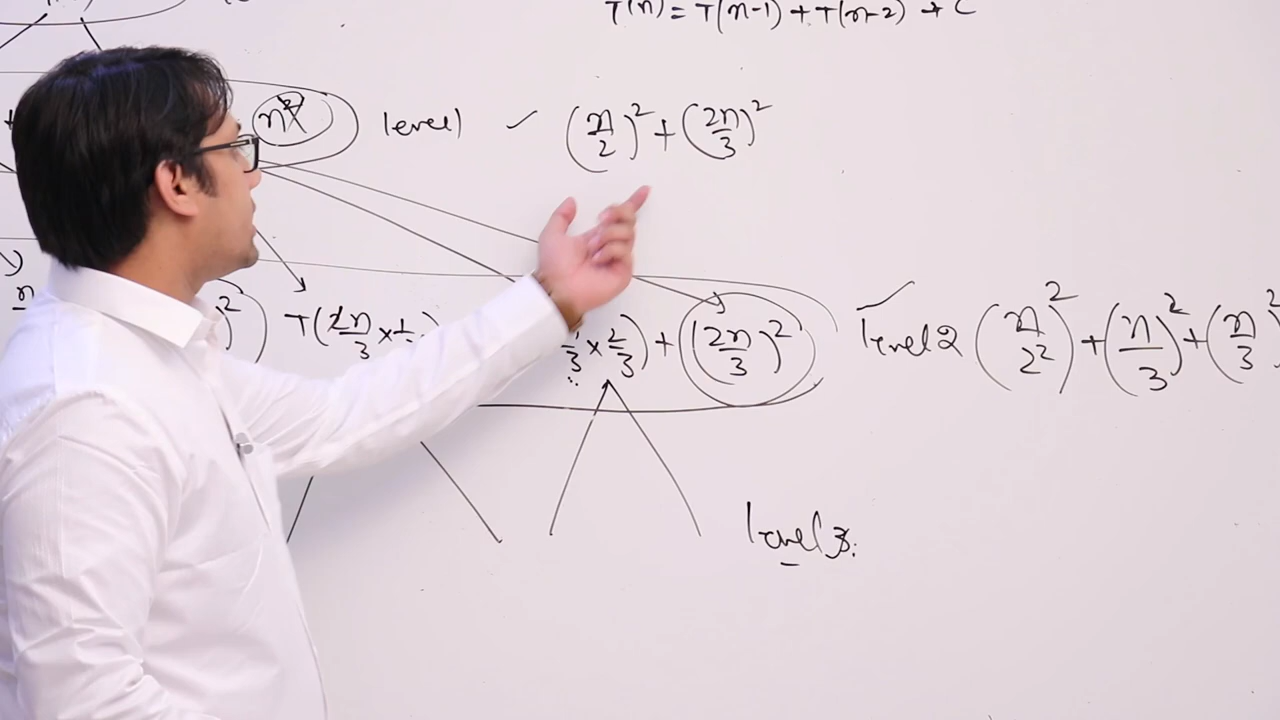 T(n) = T(n-1) + T(n-2) + C
n² level 1 ✓ (n/2)² + (2n/3)²
n )² T(2n/3 × 1/ ) /3 × 2/3) + (2n/3)² level 2 (n/2²)² + (n/3)² + (n/3)²
level 3.